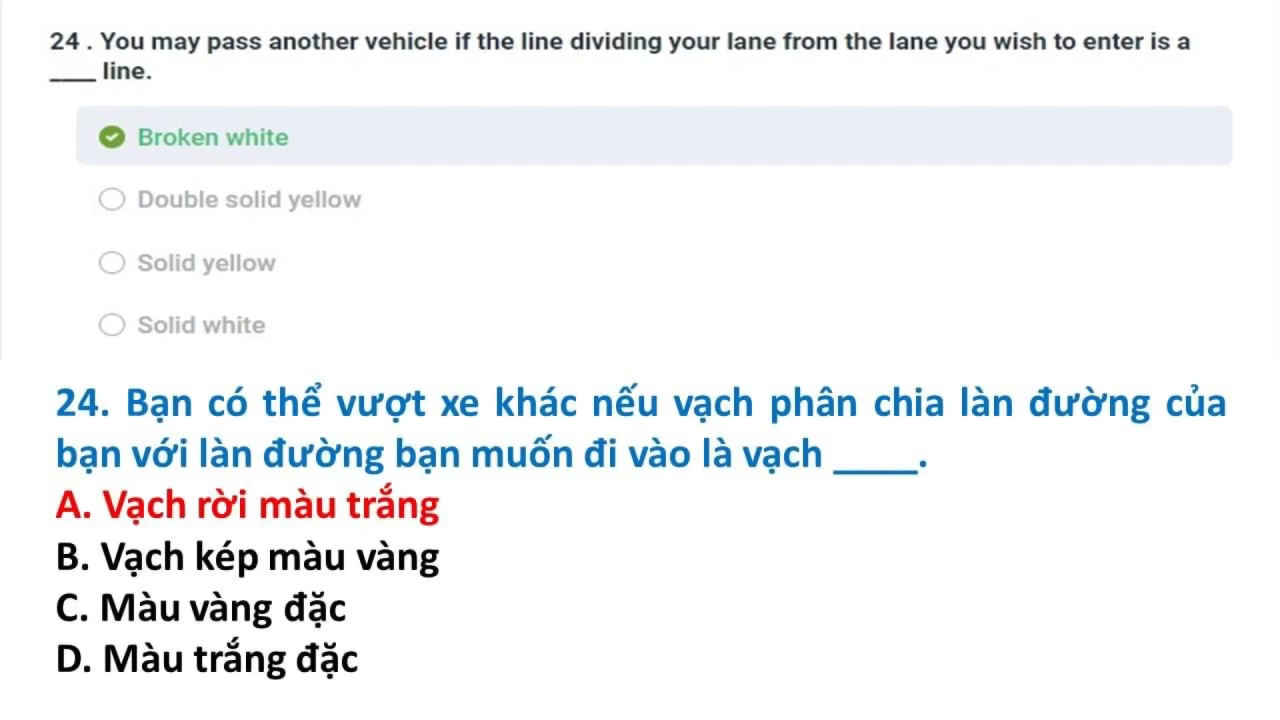 24 . You may pass another vehicle if the line dividing your lane from the lane you wish to enter is a
____ line.
Broken white
Double solid yellow
Solid yellow
Solid white
24. Bạn có thể vượt xe khác nếu vạch phân chia làn đường của
bạn với làn đường bạn muốn đi vào là vạch ____.
A. Vạch rời màu trắng
B. Vạch kép màu vàng
C. Màu vàng đặc
D. Màu trắng đặc